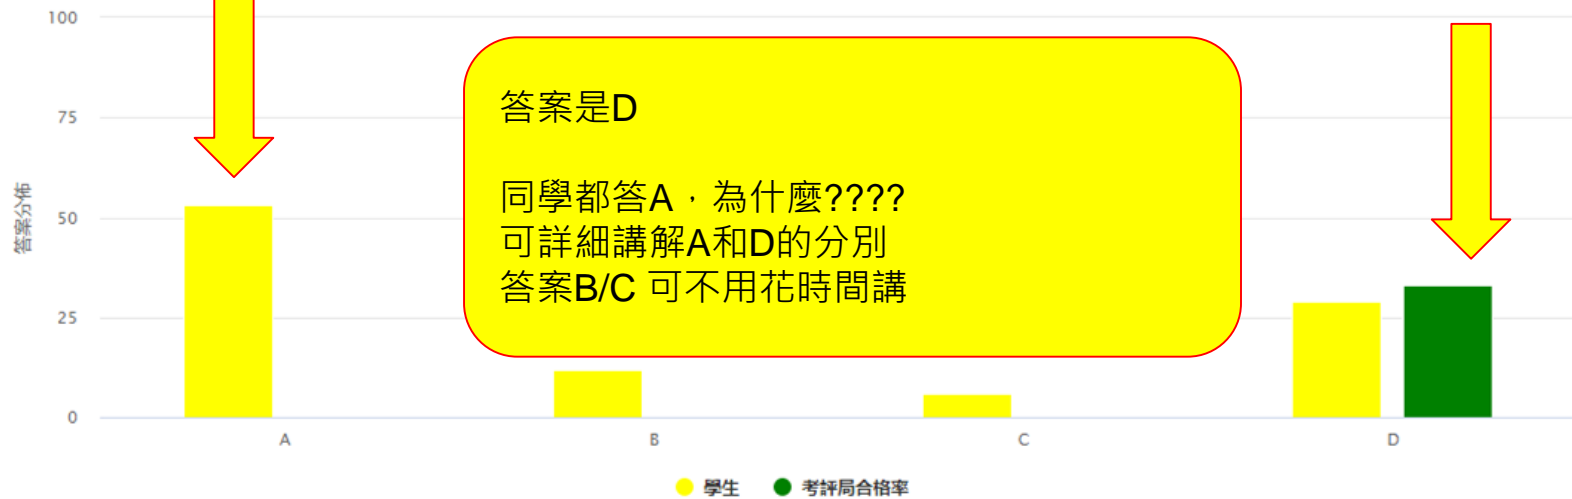 100
75
50
25
0
答案分佈
答案是D
同學都答A，為什麼????
可詳細講解A和D的分別
答案B/C 可不用花時間講
A
B
C
D
學生
考評局合格率